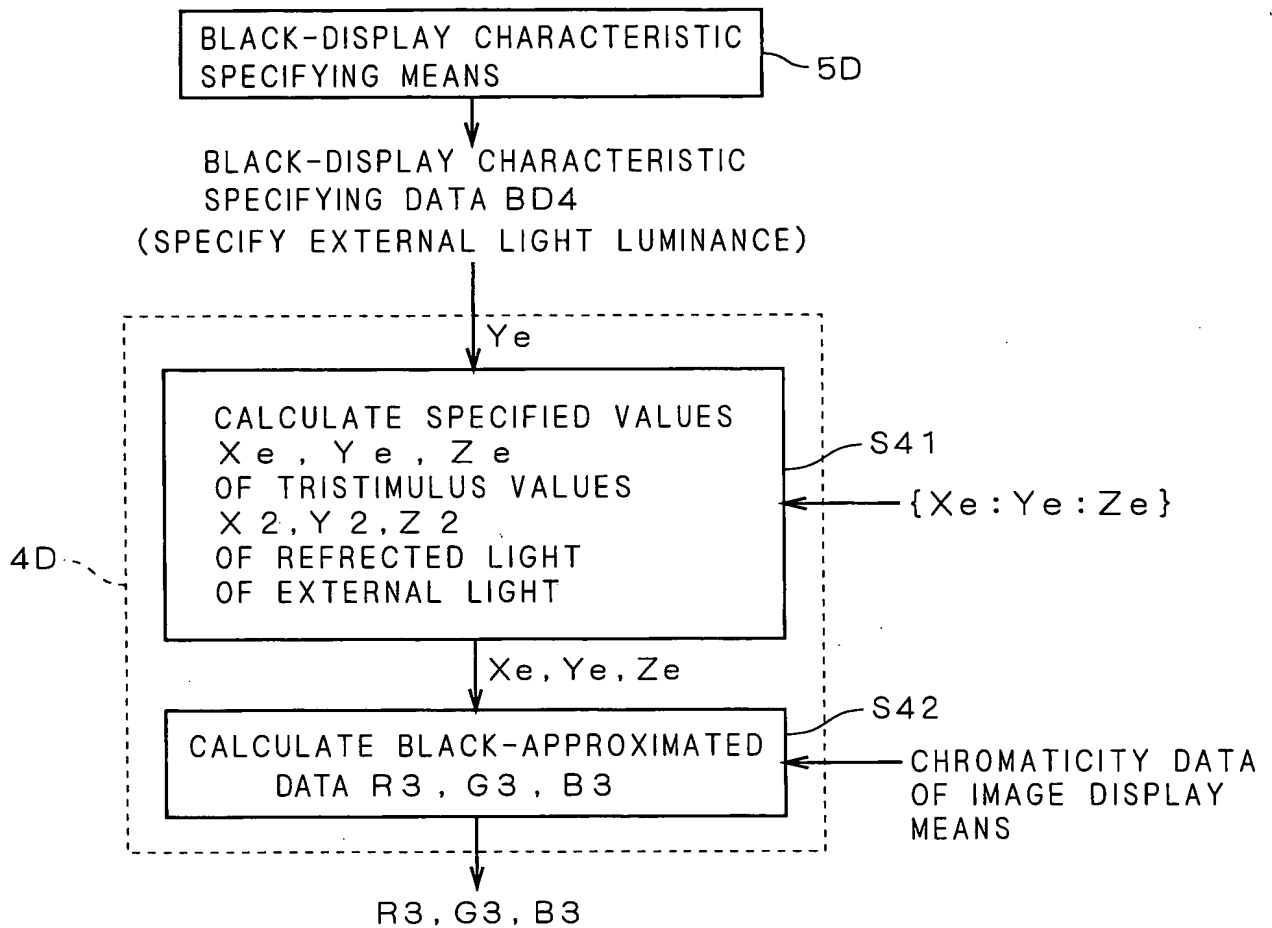 BLACK-DISPLAY CHARACTERISTIC
SPECIFYING MEANS
5D
BLACK-DISPLAY CHARACTERISTIC
SPECIFYING DATA BD4
(SPECIFY EXTERNAL LIGHT LUMINANCE)
Ye
CALCULATE SPECIFIED VALUES
Xe, Ye, Ze
OF TRISTIMULUS VALUES
X2, Y2, Z2
OF REFRECTED LIGHT
OF EXTERNAL LIGHT
S41
{Xe:Ye:Ze}
4D
Xe, Ye, Ze
S42
CALCULATE BLACK-APPROXIMATED
DATA R3, G3, B3
CHROMATICITY DATA
OF IMAGE DISPLAY
MEANS
R3, G3, B3